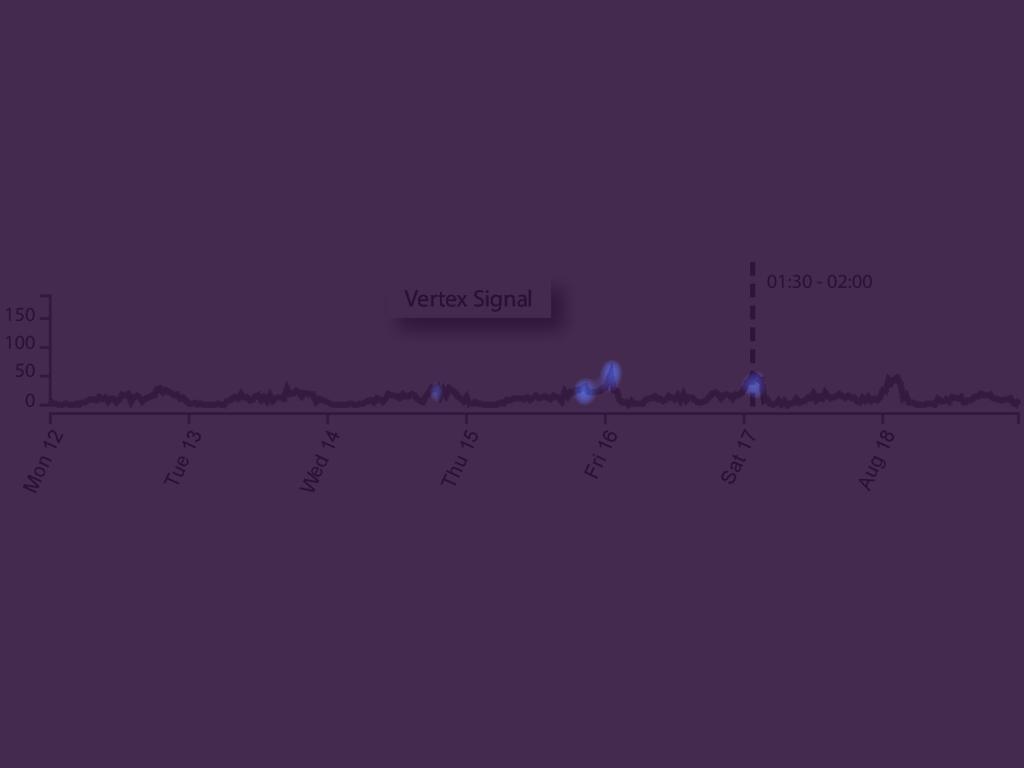 01:30 - 02:00
Vertex Signal
150
100
50
0
Mon 12
Tue 13
Wed 14
Thu 15
Fri 16
Sat 17
Aug 18